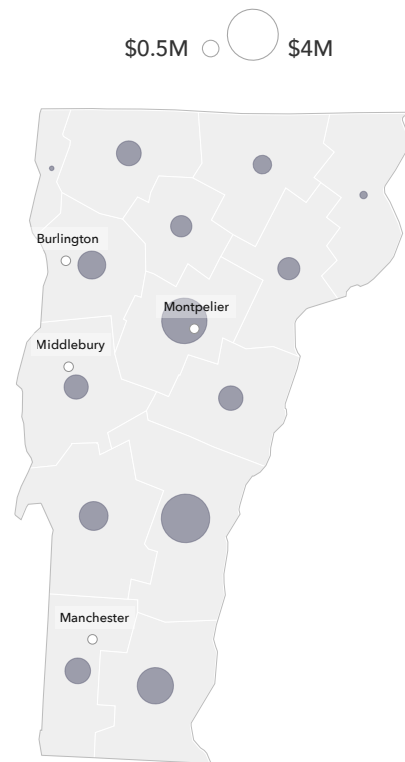 $0.5M $4M
Burlington
Montpelier
Middlebury
Manchester